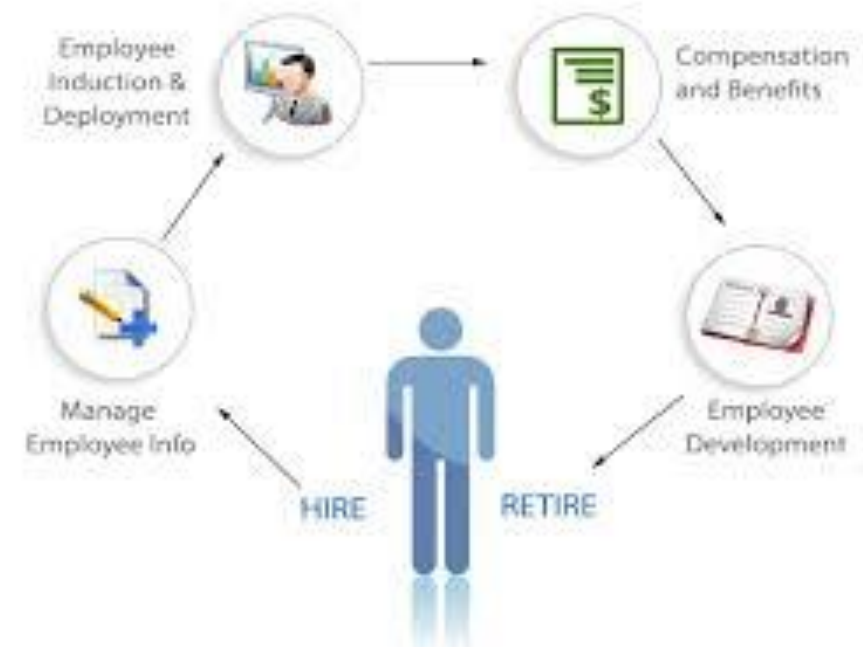 Employee
Induction &
Deployment
$
Compensation
and Benefits
Manage
Employee Info
Employee
Development
HIRE
RETIRE